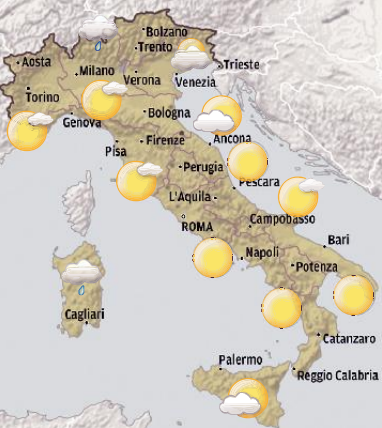 Bolzano
Trento
Aosta
Trieste
Milano
Verona
Venezia
Torino
Bologna
Genova
Ancona
Firenze
Pisa
Perugia
Pescara
L'Aquila
Campobasso
ROMA
Bari
Napoli
Potenza
Cagliari
Catanzaro
Palermo
Reggio Calabria